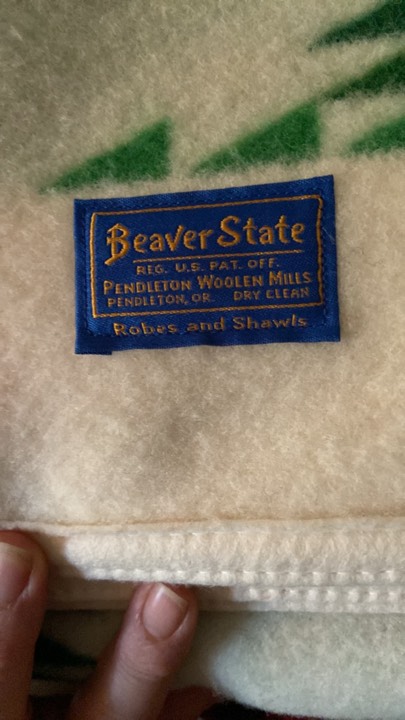 Beaver State
REG. U.S. PAT. OFF.
PENDLETON WOOLEN MILLS
PENDLETON, OR. DRY CLEAN
Robes and Shawls